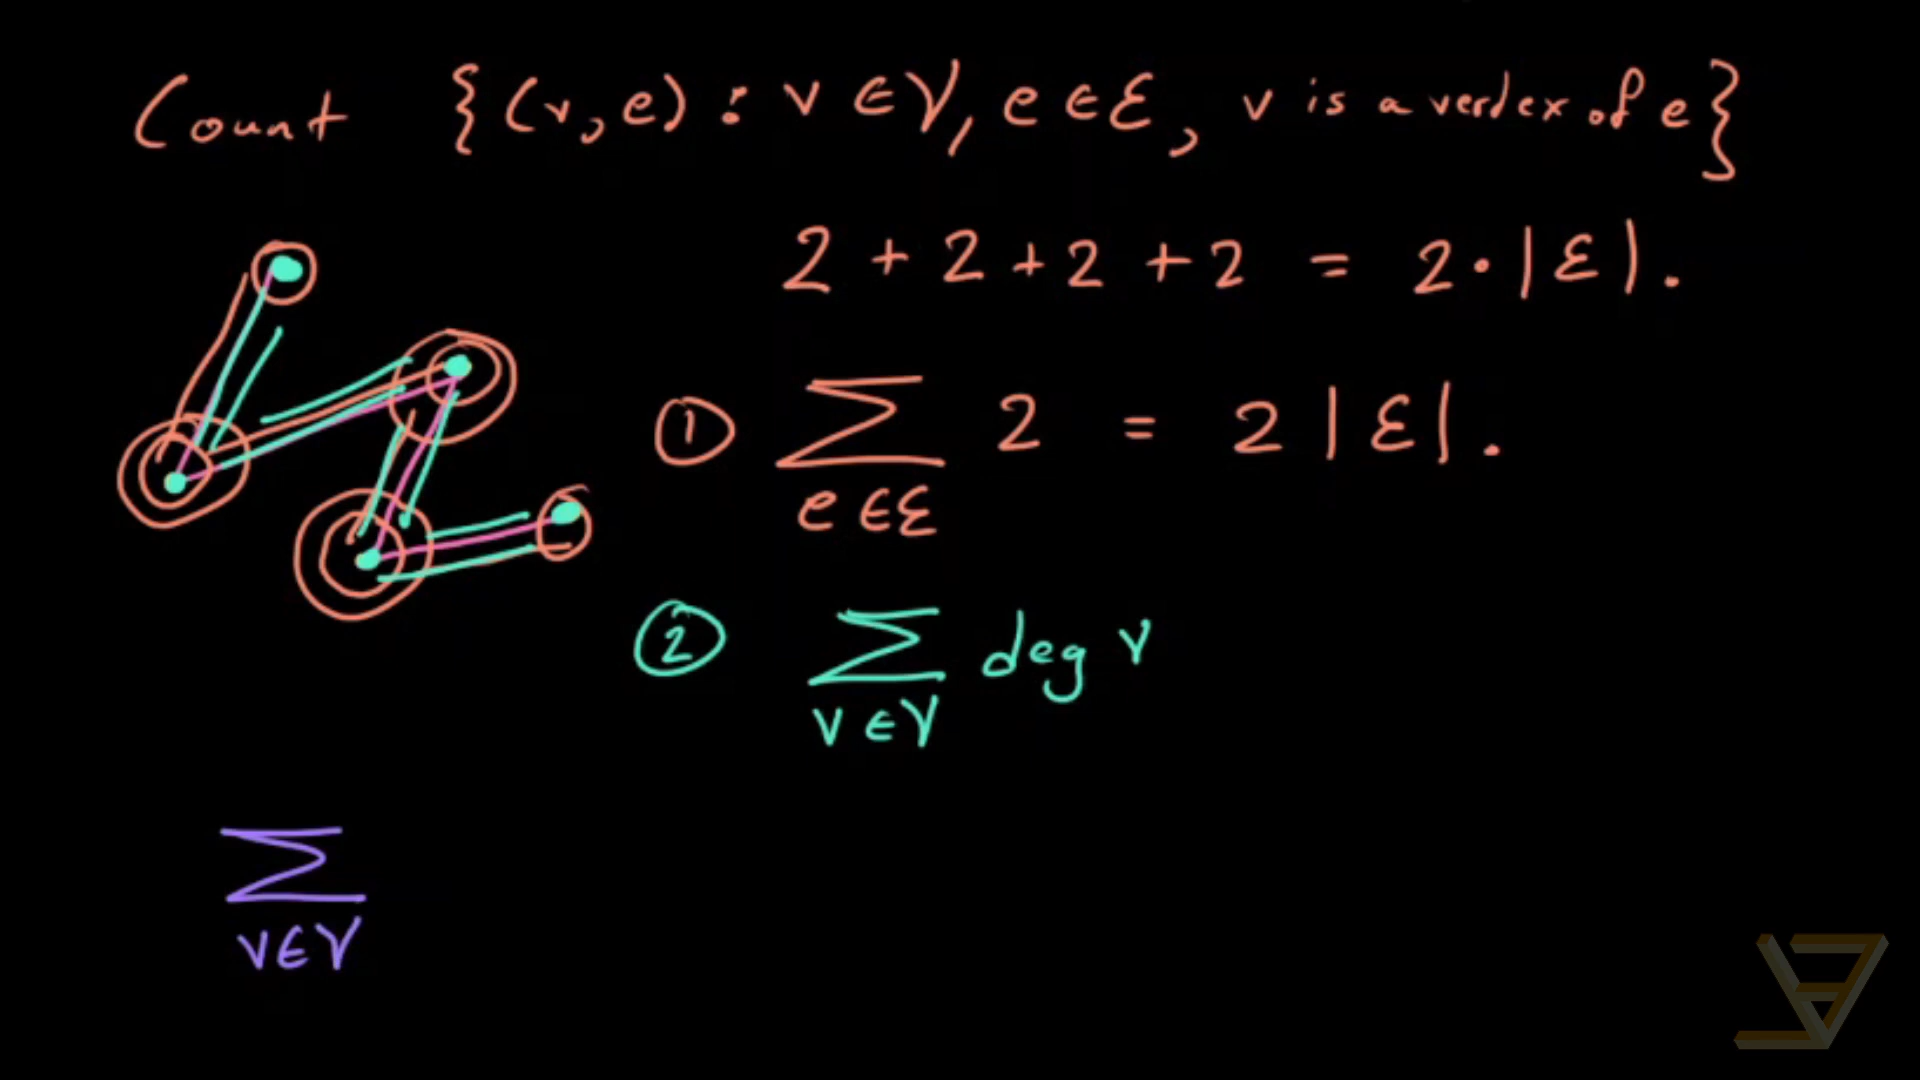 Count {(v,e) : v ∈ V, e ∈ Ɛ, v is a vertex of e}
2 + 2 + 2 + 2 = 2 · |Ɛ|.
① ∑ 2 = 2 |Ɛ|.
e ∈ Ɛ
② ∑ deg v
v ∈ V
∑
v ∈ V